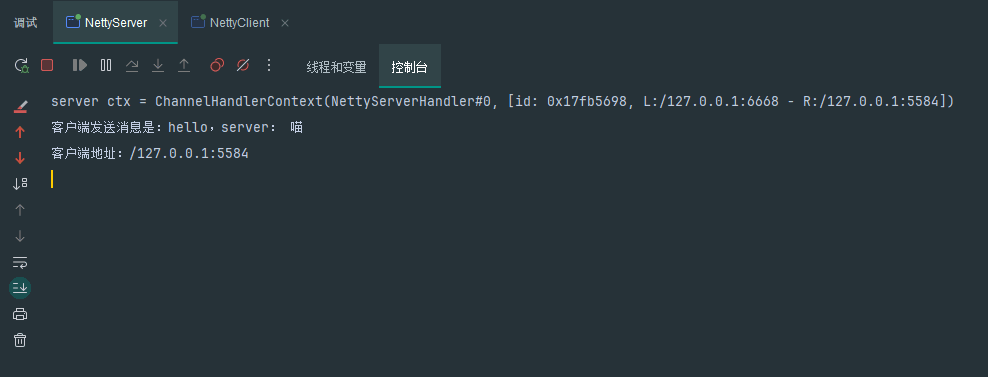 调试 NettyServer NettyClient
线程和变量 控制台
server ctx = ChannelHandlerContext(NettyServerHandler#0, [id: 0x17fb5698, L:/127.0.0.1:6668 - R:/127.0.0.1:5584])
客户端发送消息是：hello，server： 喵
客户端地址：/127.0.0.1:5584